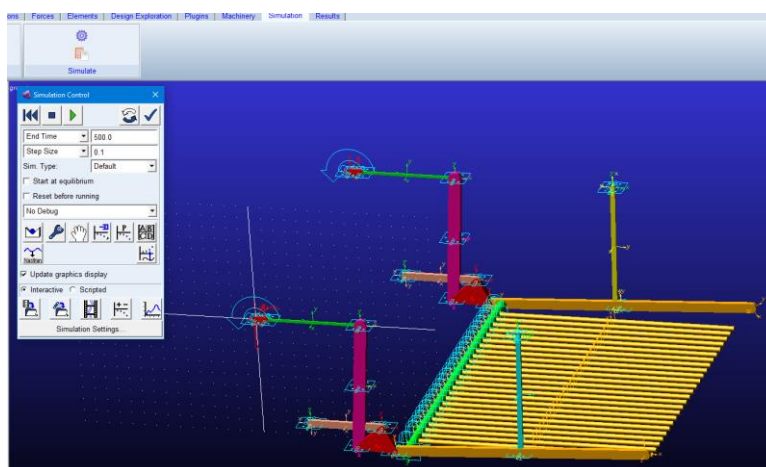 Forces Elements Design Exploration Plugins Machinery Simulation Results
Simulate
Simulation Control
End Time 500.0
Step Size 0.1
Sim. Type: Default
Start at equilibrium
Reset before running
No Debug
Update graphics display
Interactive Scripted
Simulation Settings...